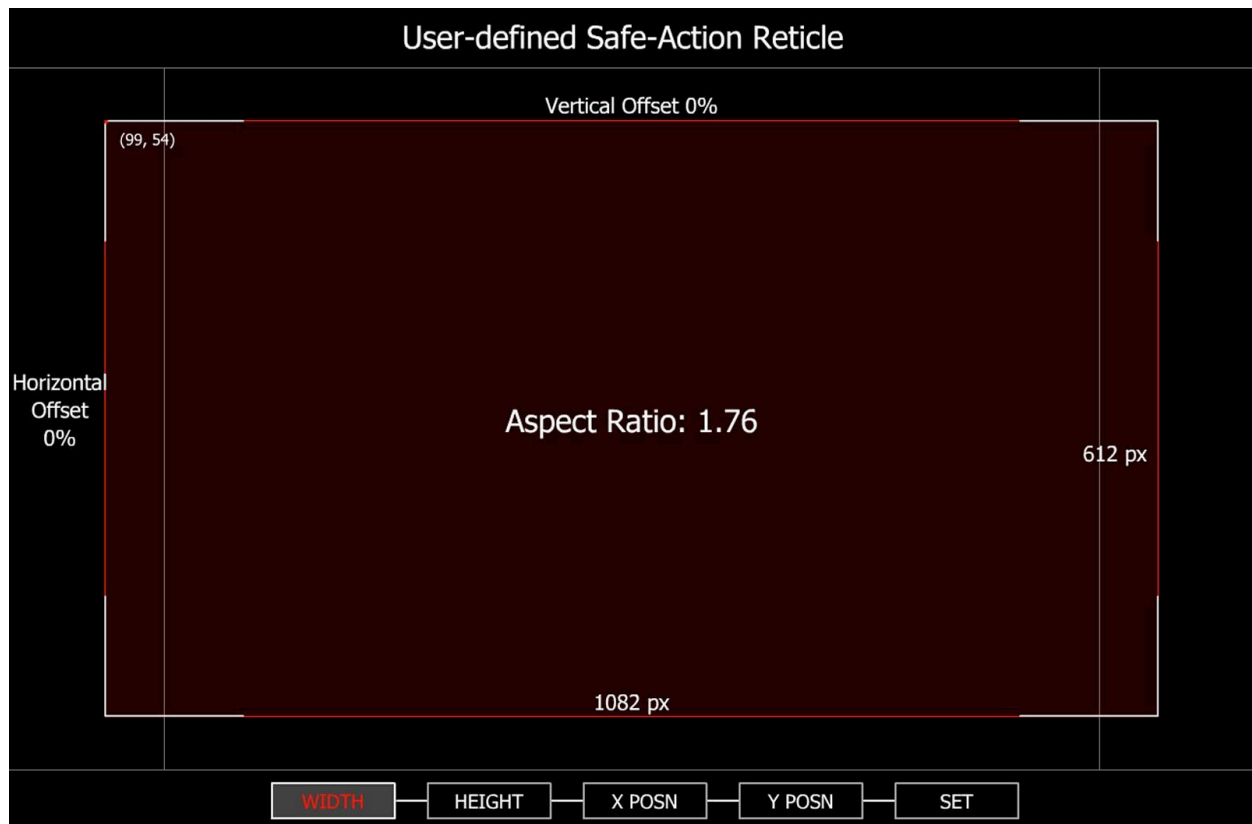 User-defined Safe-Action Reticle
Vertical Offset 0%
(99, 54)
Horizontal
Offset
0%
Aspect Ratio: 1.76
612 px
1082 px
WIDTH
HEIGHT
X POSN
Y POSN
SET